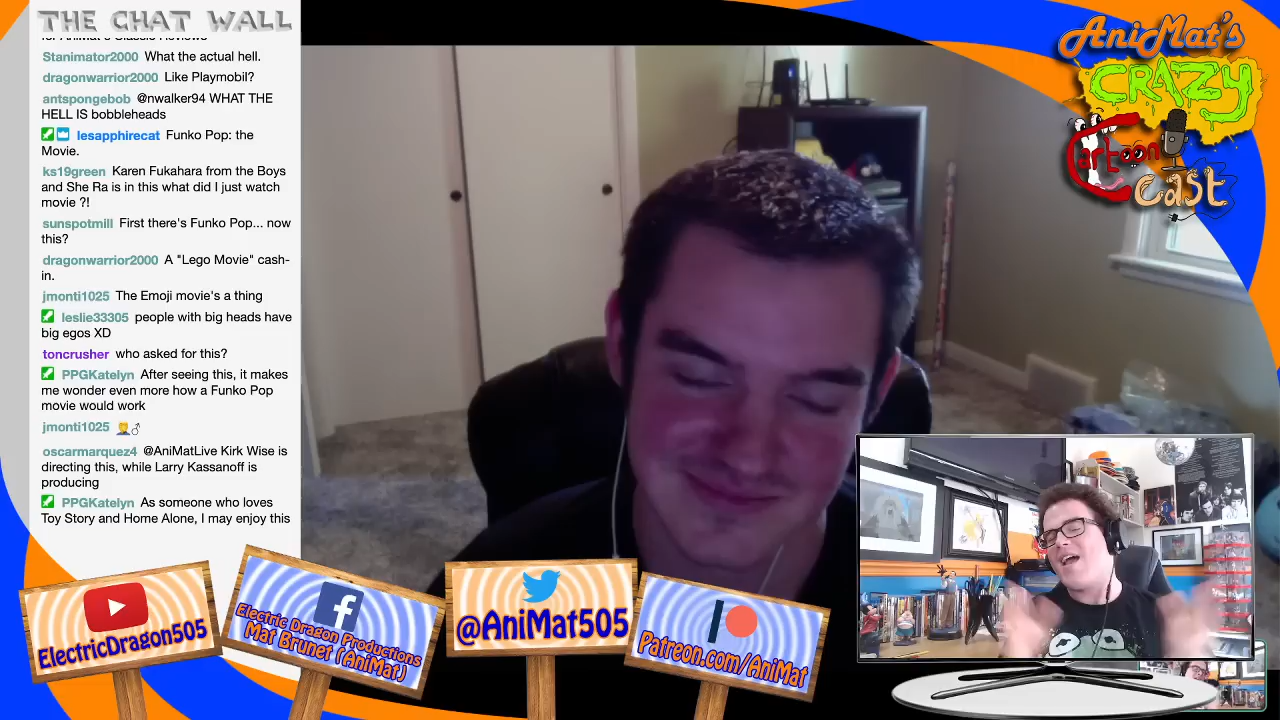 THE CHAT WALL
for AniMat's Classic Reviews
Stanimator2000 What the actual hell.
dragonwarrior2000 Like Playmobil?
antspongebob @nwalker94 WHAT THE
HELL IS bobbleheads
lesapphirecat Funko Pop: the
Movie.
ks19green Karen Fukahara from the Boys
and She Ra is in this what did I just watch
movie ?!
sunspotmill First there's Funko Pop... now
this?
dragonwarrior2000 A "Lego Movie" cash-
in.
jmonti1025 The Emoji movie's a thing
leslie33305 people with big heads have
big egos XD
toncrusher who asked for this?
PPGKatelyn After seeing this, it makes
me wonder even more how a Funko Pop
movie would work
jmonti1025 🤦‍♂
oscarmarquez4 @AniMatLive Kirk Wise is
directing this, while Larry Kassanoff is
producing
PPGKatelyn As someone who loves
Toy Story and Home Alone, I may enjoy this
AniMat's
CRAZY
Cartoon
Cast
ElectricDragon505
Electric Dragon Productions
Mat Brunet (AniMat)
@AniMat505
Patreon.com/AniMat